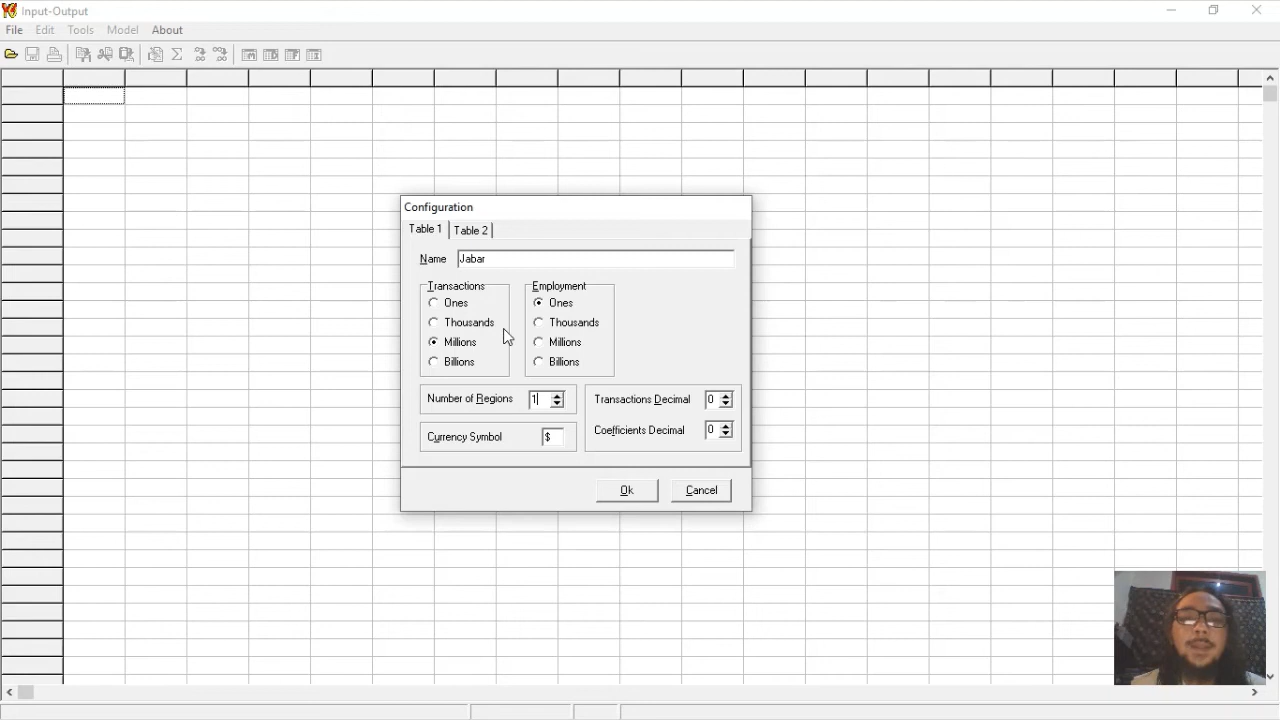 Input-Output
File Edit Tools Model About
Configuration
Table 1 Table 2
Name Jabar
Transactions Employment
Ones Ones
Thousands Thousands
Millions Millions
Billions Billions
Number of Regions 1 Transactions Decimal 0
Currency Symbol $ Coefficients Decimal 0
Ok Cancel